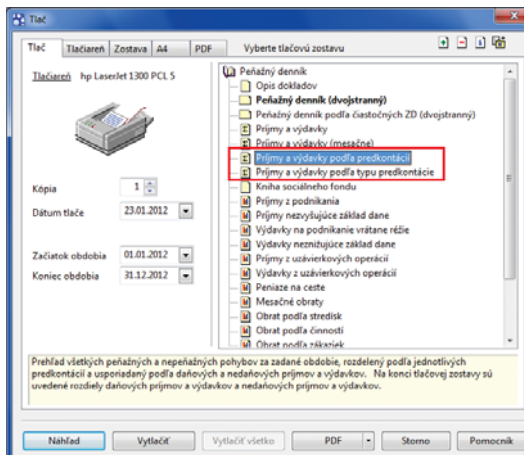 Tlač
Tlač Tlačiareň Zostava A4 PDF Vyberte tlačovú zostavu
Tlačiareň hp LaserJet 1300 PCL 5
Kópia 1
Dátum tlače 23.01.2012
Začiatok obdobia 01.01.2012
Koniec obdobia 31.12.2012
Peňažný denník
Opis dokladov
Peňažný denník (dvojstranný)
Peňažný denník podľa čiastočných ZD (dvojstranný)
Príjmy a výdavky
Príjmy a výdavky (mesačne)
Príjmy a výdavky podľa predkontácií
Príjmy a výdavky podľa typu predkontácie
Kniha sociálneho fondu
Príjmy z podnikania
Príjmy nezvyšujúce základ dane
Výdavky na podnikanie vrátane réžie
Výdavky neznižujúce základ dane
Príjmy z uzávierkových operácií
Výdavky z uzávierkových operácií
Peniaze na ceste
Mesačné obraty
Obrat podľa stredísk
Obrat podľa činností
Obrat podľa zákaziek
Prehľad všetkých peňažných a nepeňažných pohybov za zadané obdobie, rozdelený podľa jednotlivých
predkontácií a usporiadaný podľa daňových a nedaňových príjmov a výdavkov. Na konci tlačovej zostavy sú
uvedené rozdiely daňových príjmov a výdavkov a nedaňových príjmov a výdavkov.
Náhľad Vytlačiť Vytlačiť všetko PDF Storno Pomocník